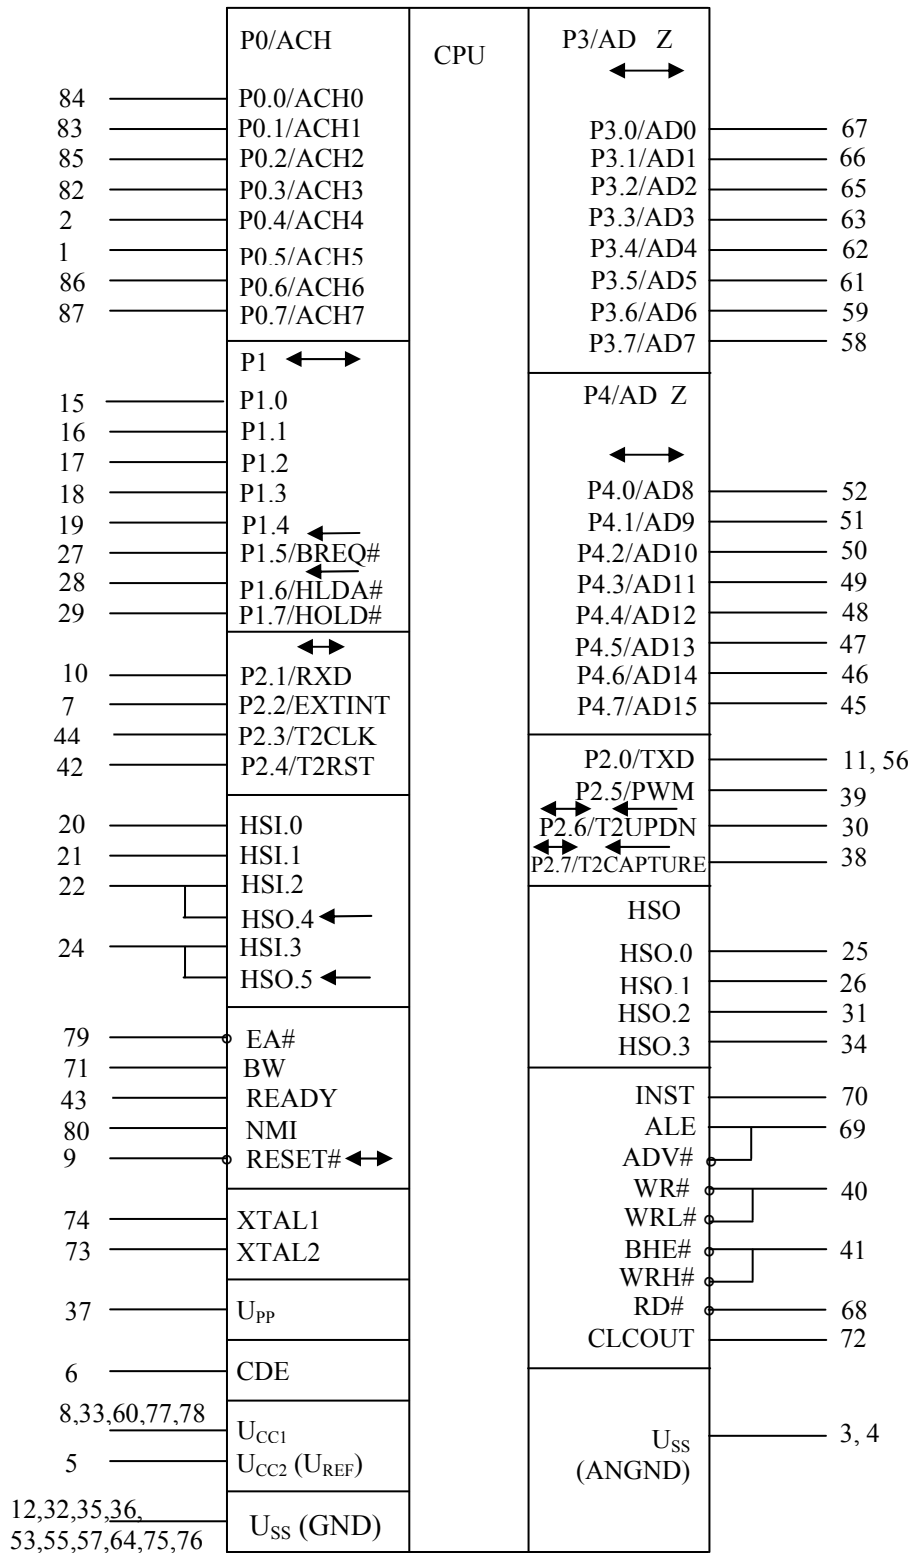 P0/ACH
CPU
P3/AD Z
84 P0.0/ACH0
83 P0.1/ACH1
85 P0.2/ACH2
82 P0.3/ACH3
2 P0.4/ACH4
1 P0.5/ACH5
86 P0.6/ACH6
87 P0.7/ACH7
P1
15 P1.0
16 P1.1
17 P1.2
18 P1.3
19 P1.4
27 P1.5/BREQ#
28 P1.6/HLDA#
29 P1.7/HOLD#
10 P2.1/RXD
7 P2.2/EXTINT
44 P2.3/T2CLK
42 P2.4/T2RST
20 HSI.0
21 HSI.1
22 HSI.2
HSO.4
24 HSI.3
HSO.5
79 EA#
71 BW
43 READY
80 NMI
9 RESET#
74 XTAL1
73 XTAL2
37 UPP
6 CDE
8,33,60,77,78
UCC1
5 UCC2 (UREF)
12,32,35,36,
53,55,57,64,75,76
USS (GND)
P3.0/AD0 67
P3.1/AD1 66
P3.2/AD2 65
P3.3/AD3 63
P3.4/AD4 62
P3.5/AD5 61
P3.6/AD6 59
P3.7/AD7 58
P4/AD Z
P4.0/AD8 52
P4.1/AD9 51
P4.2/AD10 50
P4.3/AD11 49
P4.4/AD12 48
P4.5/AD13 47
P4.6/AD14 46
P4.7/AD15 45
P2.0/TXD 11, 56
P2.5/PWM 39
P2.6/T2UPDN 30
P2.7/T2CAPTURE 38
HSO
HSO.0 25
HSO.1 26
HSO.2 31
HSO.3 34
INST 70
ALE 69
ADV#
WR# 40
WRL#
BHE# 41
WRH#
RD# 68
CLCOUT 72
USS 3, 4
(ANGND)